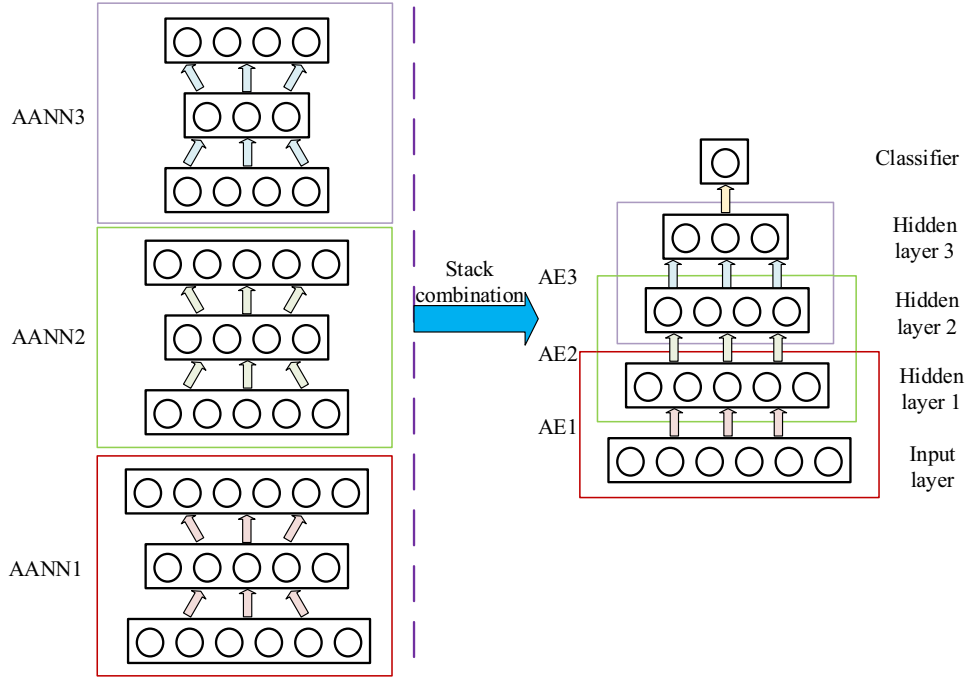 AANN3
AANN2
AANN1
Stack
combination
AE3
AE2
AE1
Classifier
Hidden
layer 3
Hidden
layer 2
Hidden
layer 1
Input
layer